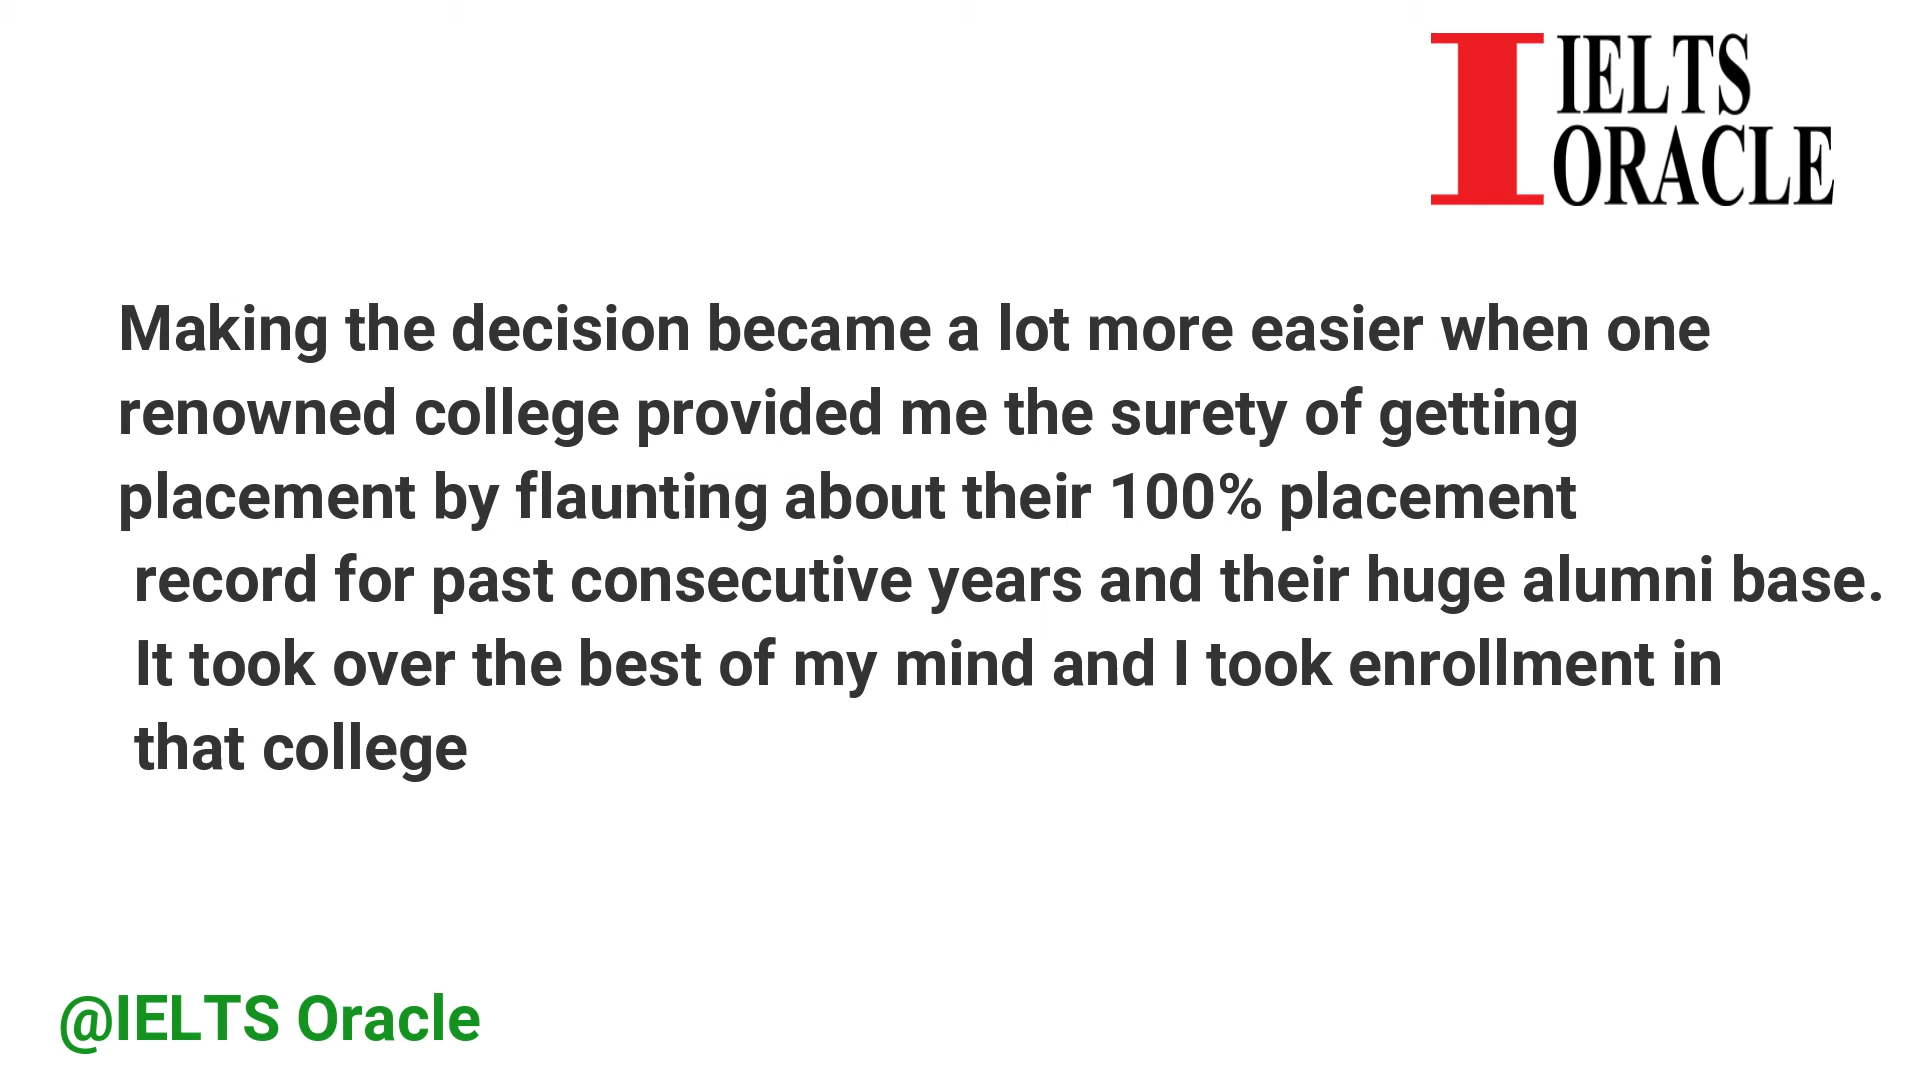 IELTS
ORACLE
Making the decision became a lot more easier when one
renowned college provided me the surety of getting
placement by flaunting about their 100% placement
record for past consecutive years and their huge alumni base.
It took over the best of my mind and I took enrollment in
that college
@IELTS Oracle